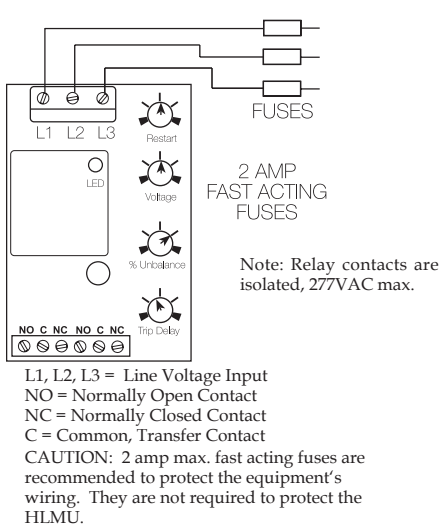 FUSES
L1 L2 L3
Restart
2 AMP
FAST ACTING
FUSES
LED
Voltage
% Unbalance
Note: Relay contacts are
isolated, 277VAC max.
Trip Delay
NO C NC NO C NC
L1, L2, L3 = Line Voltage Input
NO = Normally Open Contact
NC = Normally Closed Contact
C = Common, Transfer Contact
CAUTION: 2 amp max. fast acting fuses are
recommended to protect the equipment‘s
wiring. They are not required to protect the
HLMU.